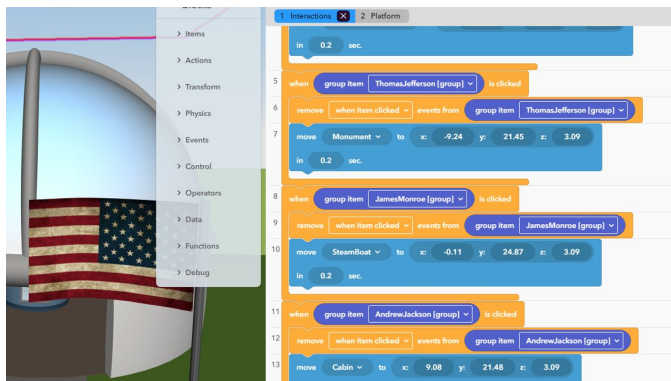 1 Interactions X 2 Platform
Items
Actions
Transform
Physics
Events
Control
Operators
Data
Functions
Debug
in 0.2 sec.
5 when group item ThomasJefferson [group] is clicked
6 remove when item clicked events from group item ThomasJefferson [group]
7 move Monument to x: -9.24 y: 21.45 z: 3.09
in 0.2 sec.
8 when group item JamesMonroe [group] is clicked
9 remove when item clicked events from group item JamesMonroe [group]
10 move SteamBoat to x: -0.11 y: 24.87 z: 3.09
in 0.2 sec.
11 when group item AndrewJackson [group] is clicked
12 remove when item clicked events from group item AndrewJackson [group]
13 move Cabin to x: 9.08 y: 21.48 z: 3.09